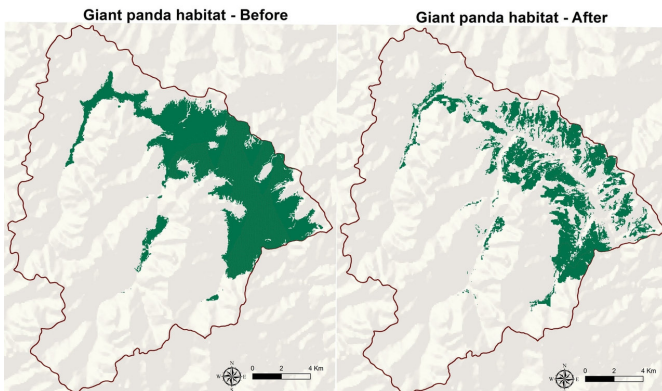 Giant panda habitat - Before
Giant panda habitat - After
N
W E
S
0 2 4 Km
N
W E
S
0 2 4 Km